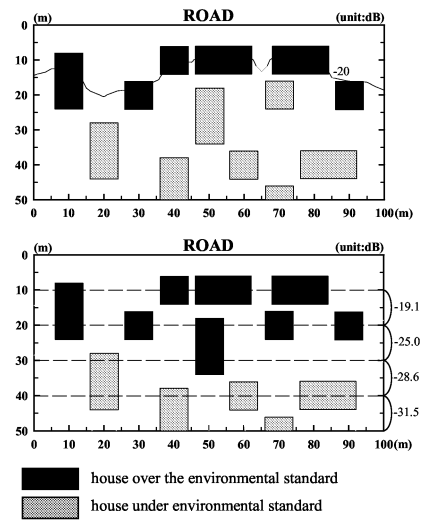 ROAD
(m) (unit:dB)
0
10
20
30
40
50
-20
0 10 20 30 40 50 60 70 80 90 100(m)
ROAD
(m) (unit:dB)
0
10
20
30
40
50
-19.1
-25.0
-28.6
-31.5
0 10 20 30 40 50 60 70 80 90 100(m)
house over the environmental standard
house under environmental standard